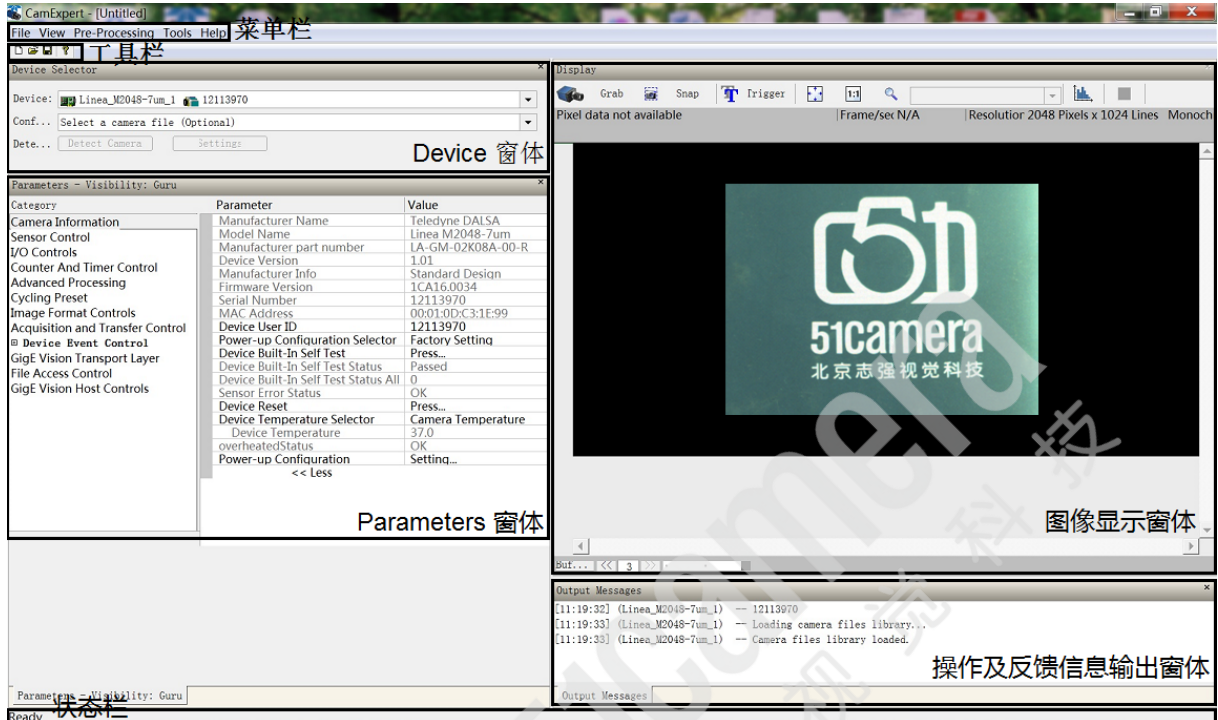 CamExpert - [Untitled]
File View Pre-Processing Tools Help 菜单栏
工具栏
Device Selector
Device: Linea_M2048-7um_1 12113970
Conf... Select a camera file (Optional)
Dete... Detect Camera Settings
Device 窗体
Parameters - Visibility: Guru
Category Parameter Value
Camera Information
Sensor Control
I/O Controls
Counter And Timer Control
Advanced Processing
Cycling Preset
Image Format Controls
Acquisition and Transfer Control
Device Event Control
GigE Vision Transport Layer
File Access Control
GigE Vision Host Controls
Manufacturer Name Teledyne DALSA
Model Name Linea M2048-7um
Manufacturer part number LA-GM-02K08A-00-R
Device Version 1.01
Manufacturer Info Standard Design
Firmware Version 1CA16.0034
Serial Number 12113970
MAC Address 00:01:0D:C3:1E:99
Device User ID 12113970
Power-up Configuration Selector Factory Setting
Device Built-In Self Test Press...
Device Built-In Self Test Status Passed
Device Built-In Self Test Status All 0
Sensor Error Status OK
Device Reset Press...
Device Temperature Selector Camera Temperature
Device Temperature 37.0
overheatedStatus OK
Power-up Configuration Setting...
<< Less
Parameters 窗体
Parameters - Visibility: Guru
状态栏
Ready
Display
Grab Snap Trigger 1:1
Pixel data not available Frame/sec N/A Resolutior 2048 Pixels x 1024 Lines Monoch
51camera
北京志强视觉科技
图像显示窗体
Buf... << 3 >>
Output Messages
[11:19:32] (Linea_M2048-7um_1) -- 12113970
[11:19:33] (Linea_M2048-7um_1) -- Loading camera files library...
[11:19:33] (Linea_M2048-7um_1) -- Camera files library loaded.
操作及反馈信息输出窗体
Output Messages
51camera
视觉科技